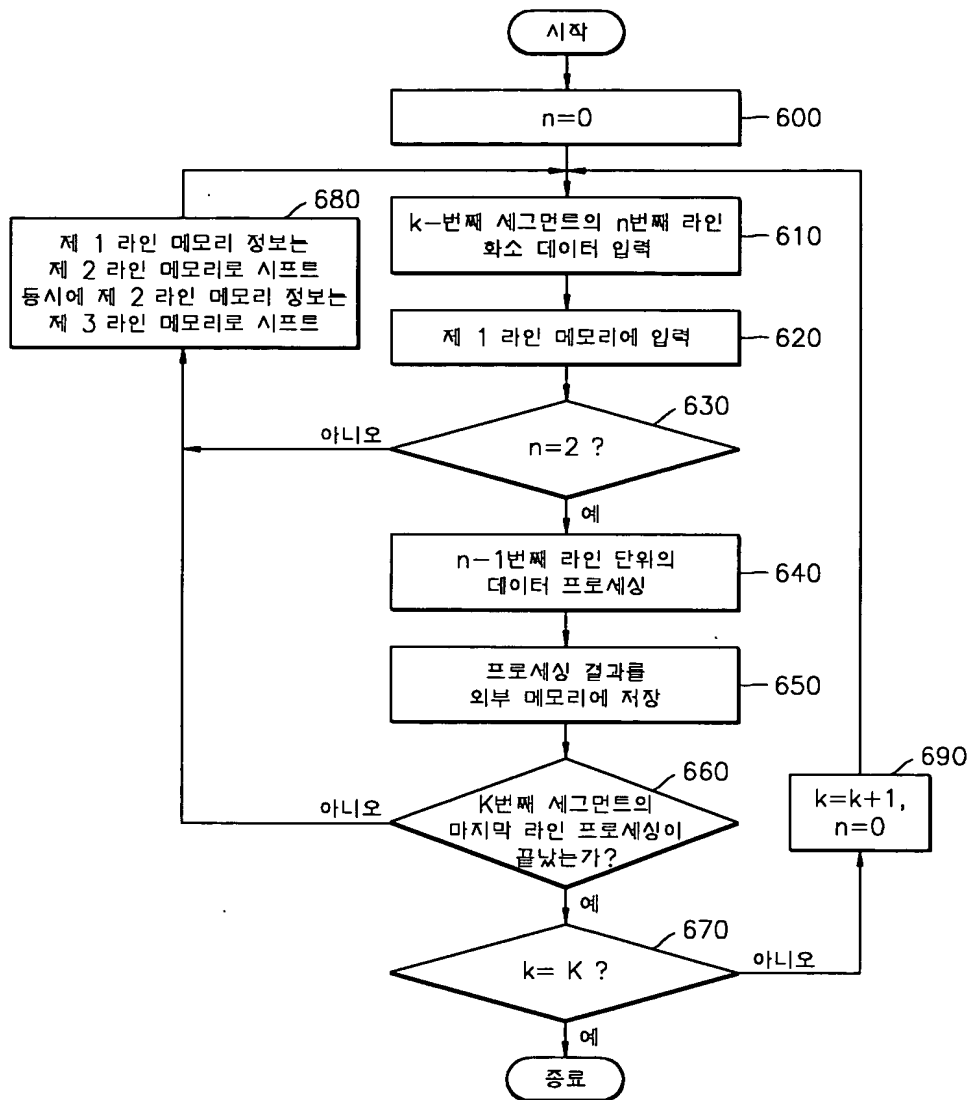 시작
n=0
600
680
제 1 라인 메모리 정보는
제 2 라인 메모리로 시프트
동시에 제 2 라인 메모리 정보는
제 3 라인 메모리로 시프트
k-번째 세그먼트의 n번째 라인
화소 데이터 입력
610
제 1 라인 메모리에 입력
620
630
아니오
n=2 ?
예
n-1번째 라인 단위의
데이터 프로세싱
640
프로세싱 결과를
외부 메모리에 저장
650
660
아니오
K번째 세그먼트의
마지막 라인 프로세싱이
끝났는가?
예
690
k=k+1,
n=0
670
k= K ?
아니오
예
종료